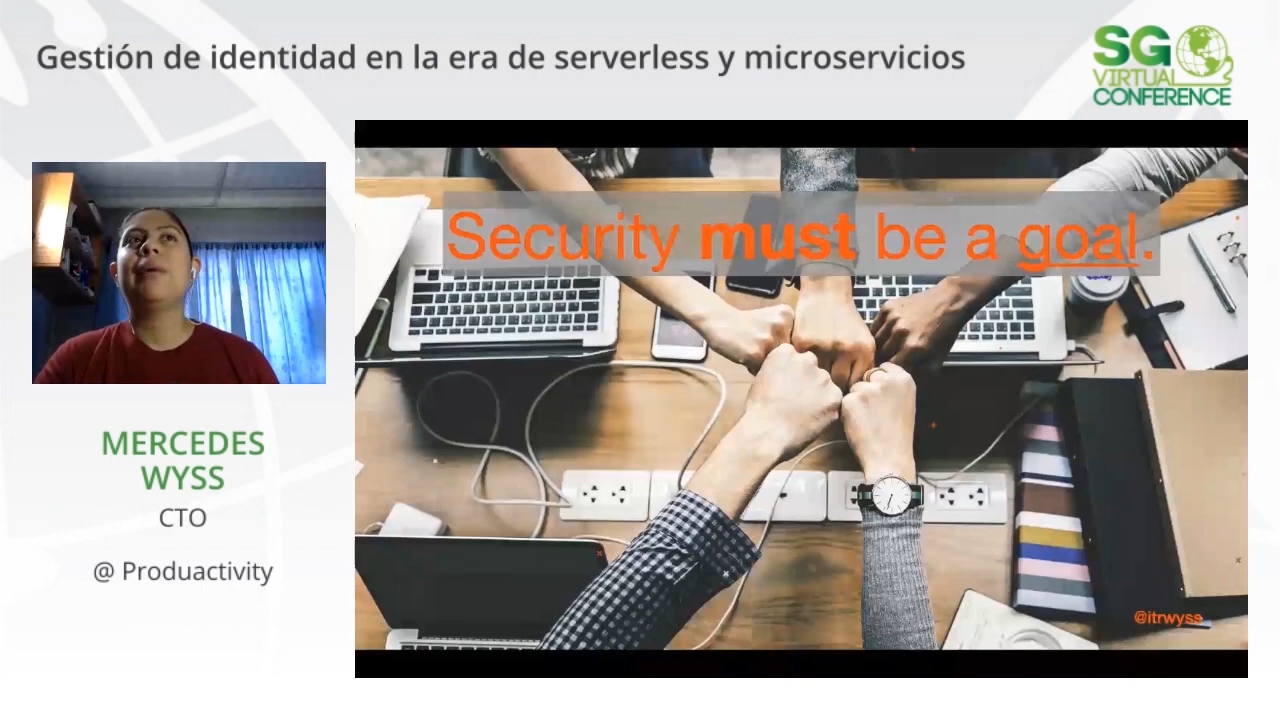 Gestión de identidad en la era de serverless y microservicios
SG
VIRTUAL
CONFERENCE
Security must be a goal.
MERCEDES
WYSS
CTO
@ Produactivity
@itrwyss